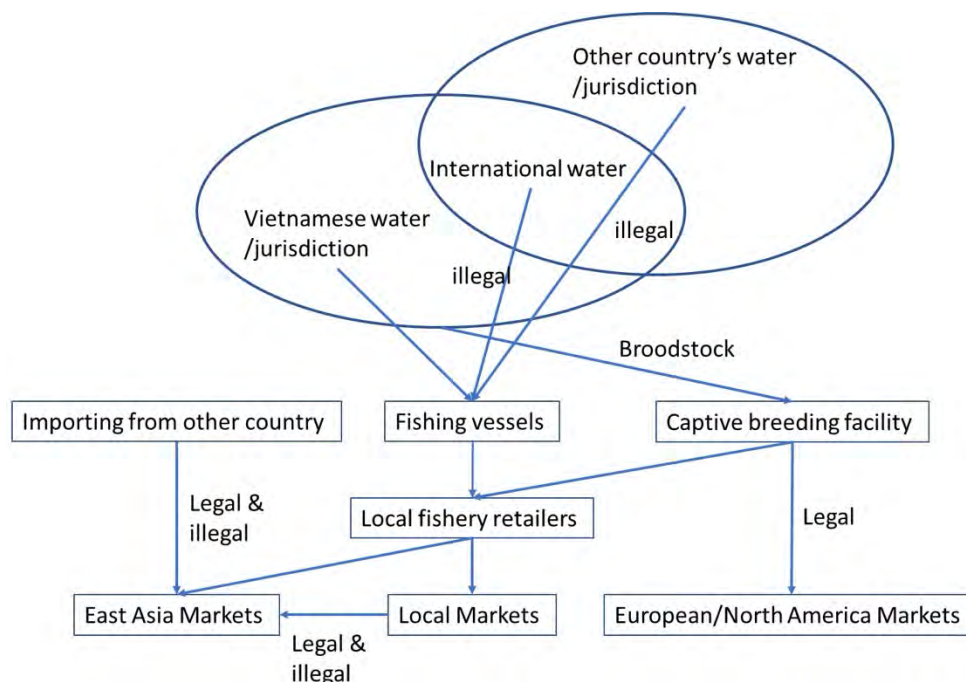 Other country’s water
/jurisdiction
International water
Vietnamese water
/jurisdiction
illegal
illegal
Broodstock
Importing from other country
Fishing vessels
Captive breeding facility
Legal &
illegal
Local fishery retailers
Legal
East Asia Markets
Local Markets
European/North America Markets
Legal &
illegal